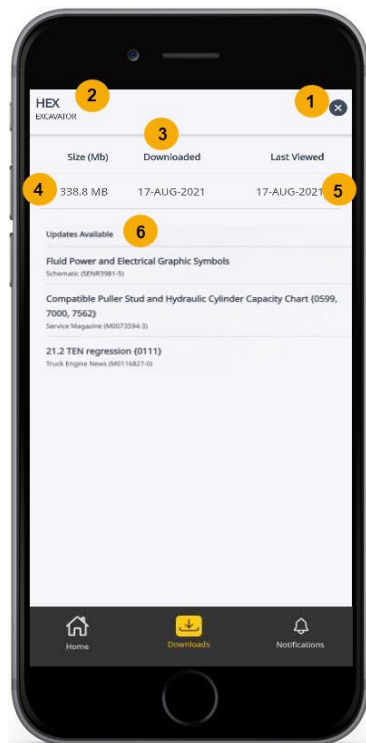 HEX 2 1
EXCAVATOR
3
Size (Mb) Downloaded Last Viewed
4 338.8 MB 17-AUG-2021 17-AUG-2021 5
Updates Available 6
Fluid Power and Electrical Graphic Symbols
Schematic (SENR3981-5)
Compatible Puller Stud and Hydraulic Cylinder Capacity Chart {0599,
7000, 7562}
Service Magazine (M0073594-3)
21.2 TEN regression {0111}
Truck Engine News (M0116827-0)
Home Downloads Notifications